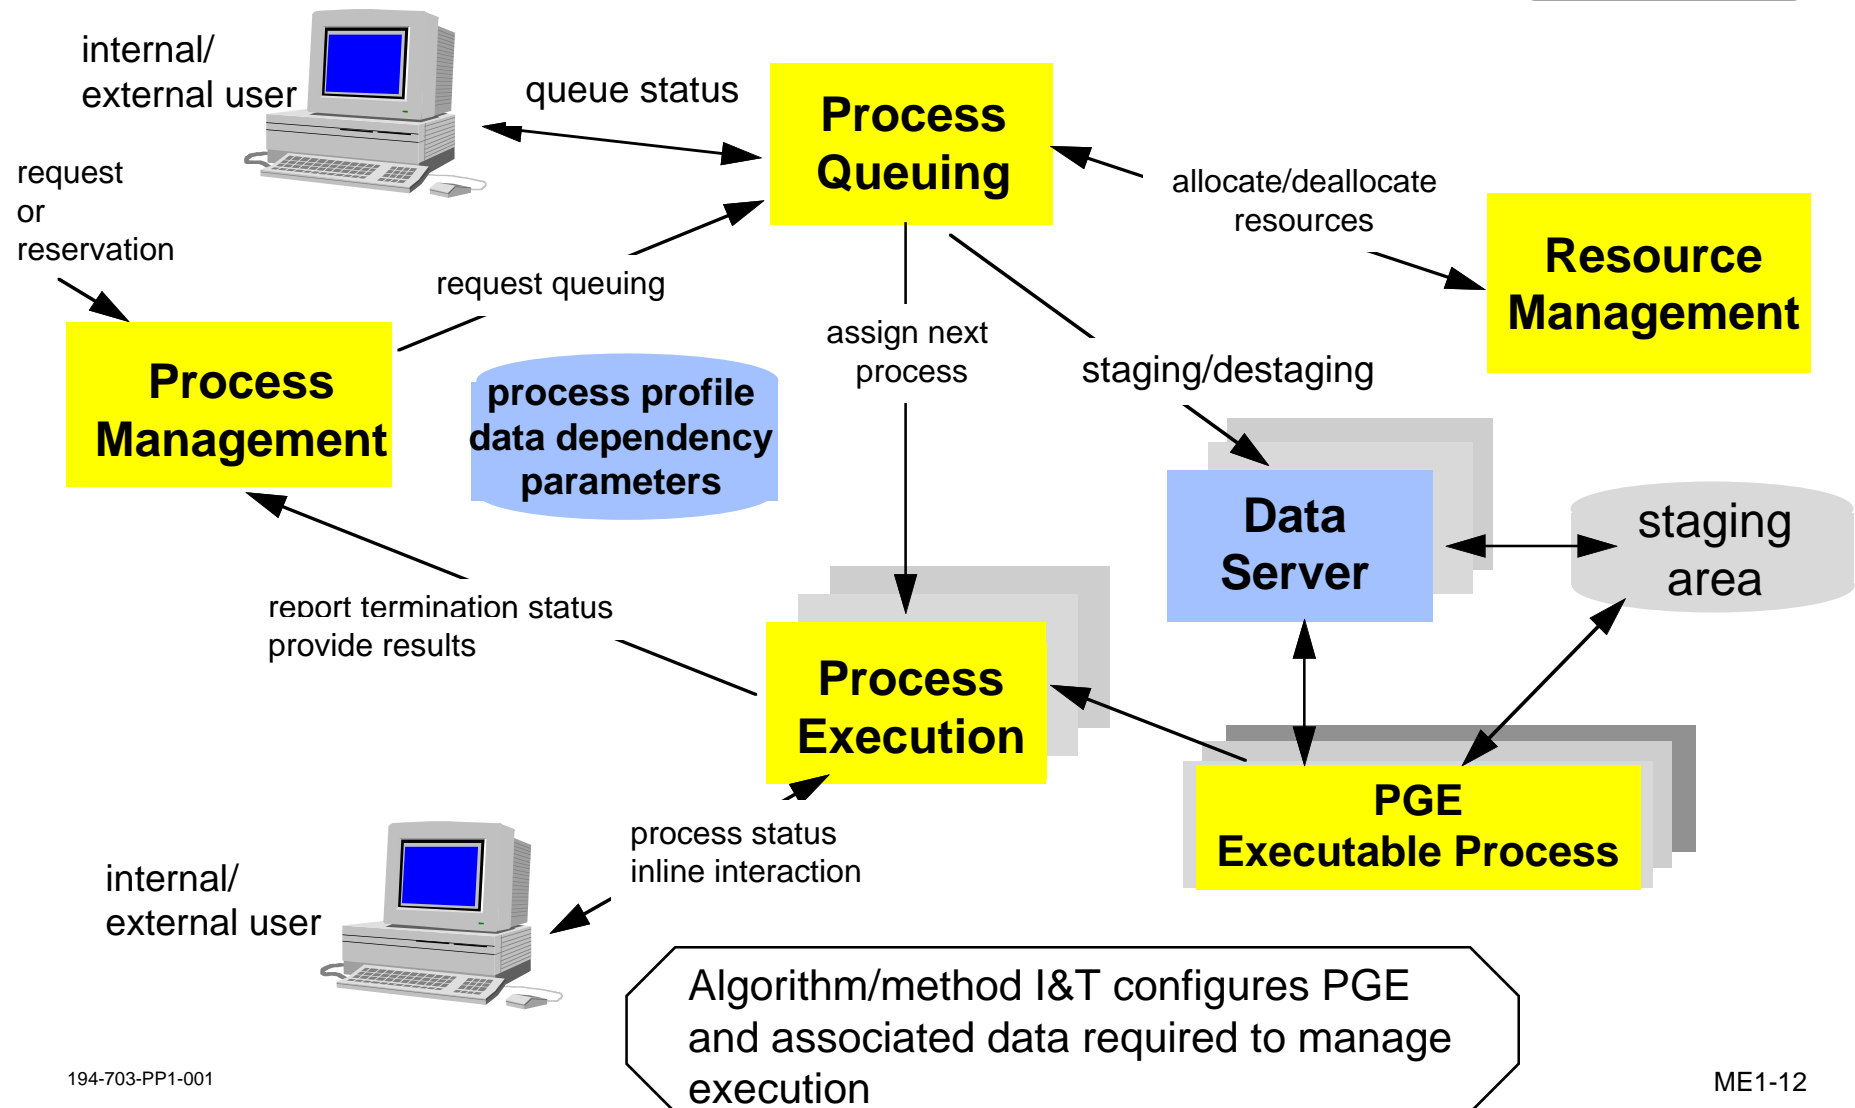 internal/
external user
queue status
Process
Queuing
request
or
reservation
allocate/deallocate
resources
Resource
Management
request queuing
assign next
process
staging/destaging
Process
Management
process profile
data dependency
parameters
Data
Server
staging
area
report termination status
provide results
Process
Execution
PGE
Executable Process
process status
inline interaction
internal/
external user
Algorithm/method I&T configures PGE
and associated data required to manage
execution
194-703-PP1-001
ME1-12